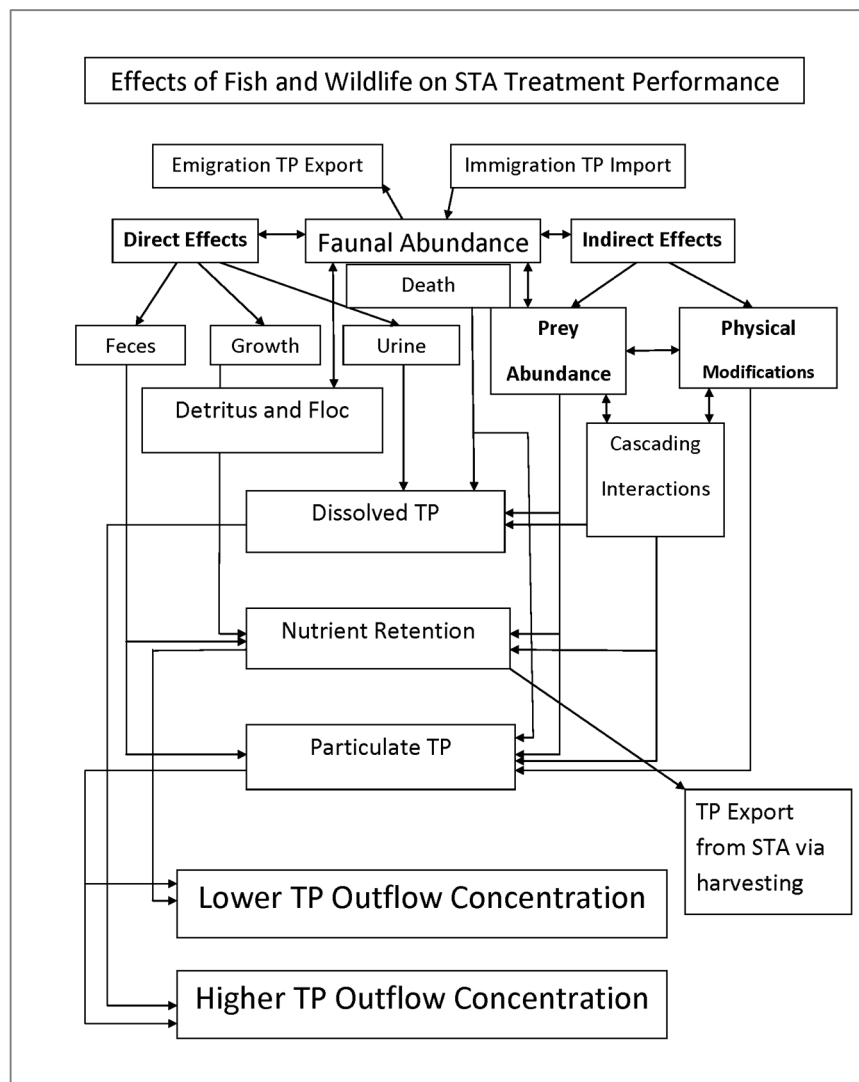 Effects of Fish and Wildlife on STA Treatment Performance
Emigration TP Export
Immigration TP Import
Direct Effects
Faunal Abundance
Indirect Effects
Death
Feces
Growth
Urine
Prey
Abundance
Physical
Modifications
Detritus and Floc
Cascading
Interactions
Dissolved TP
Nutrient Retention
Particulate TP
TP Export
from STA via
harvesting
Lower TP Outflow Concentration
Higher TP Outflow Concentration